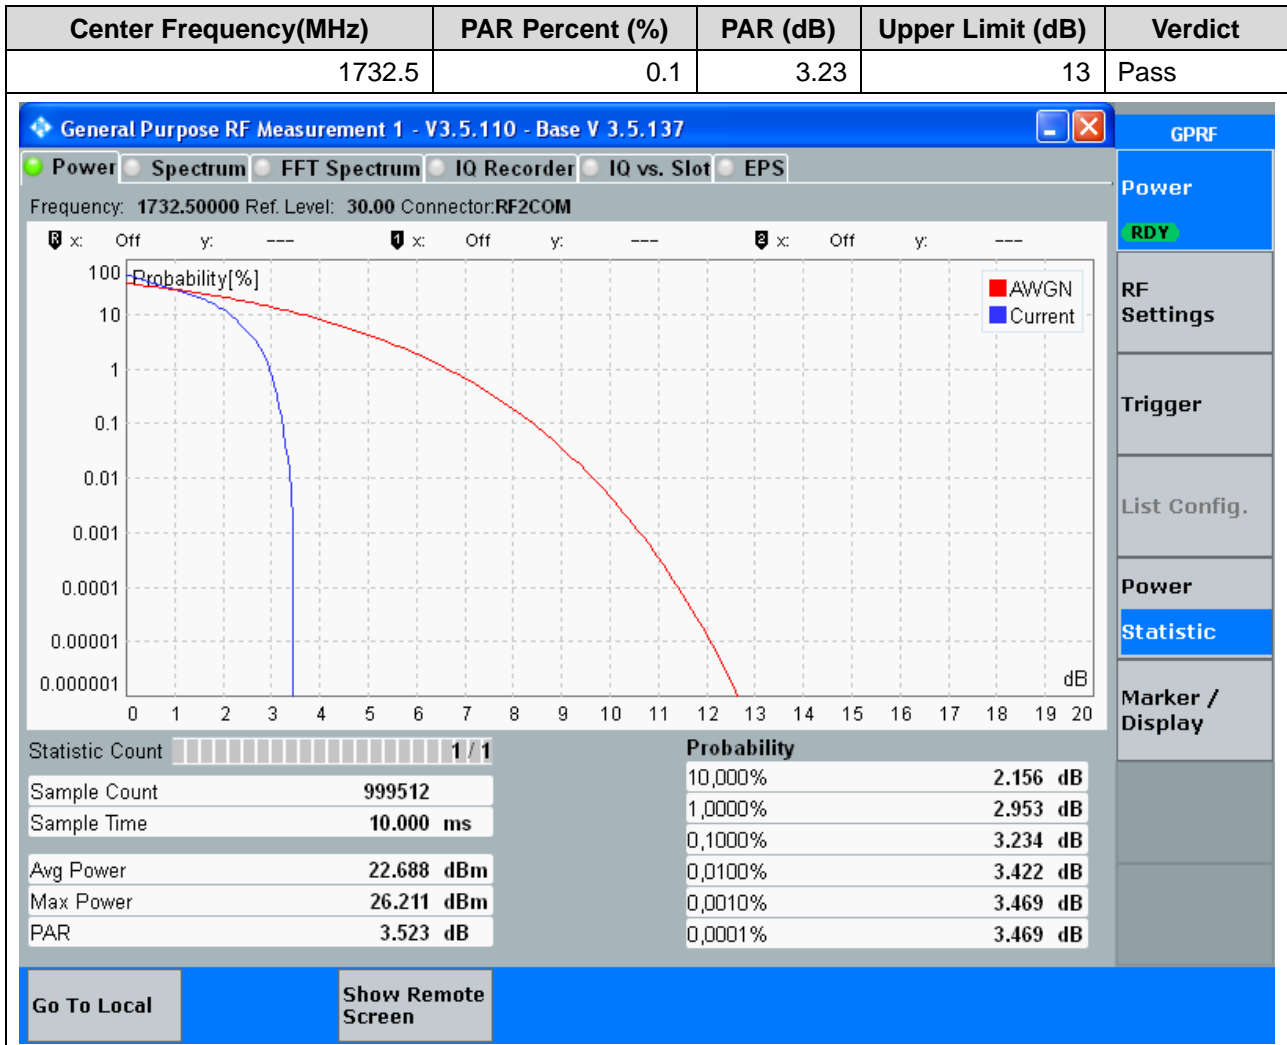 Center Frequency(MHz) PAR Percent (%) PAR (dB) Upper Limit (dB) Verdict
1732.5 0.1 3.23 13 Pass
General Purpose RF Measurement 1 - V3.5.110 - Base V 3.5.137
GPRF
Power Spectrum FFT Spectrum IQ Recorder IQ vs. Slot EPS
Power
RDY
Frequency: 1732.50000 Ref. Level: 30.00 Connector:RF2COM
R x: Off y: --- 1 x: Off y: --- 2 x: Off y: ---
Probability[%]
AWGN
Current
100
10
1
0.1
0.01
0.001
0.0001
0.00001
0.000001
dB
0 1 2 3 4 5 6 7 8 9 10 11 12 13 14 15 16 17 18 19 20
RF
Settings
Trigger
List Config.
Power
Statistic
Marker /
Display
Statistic Count 1 / 1
Sample Count 999512
Sample Time 10.000 ms
Avg Power 22.688 dBm
Max Power 26.211 dBm
PAR 3.523 dB
Probability
10,000% 2.156 dB
1,0000% 2.953 dB
0,1000% 3.234 dB
0,0100% 3.422 dB
0,0010% 3.469 dB
0,0001% 3.469 dB
Go To Local
Show Remote
Screen